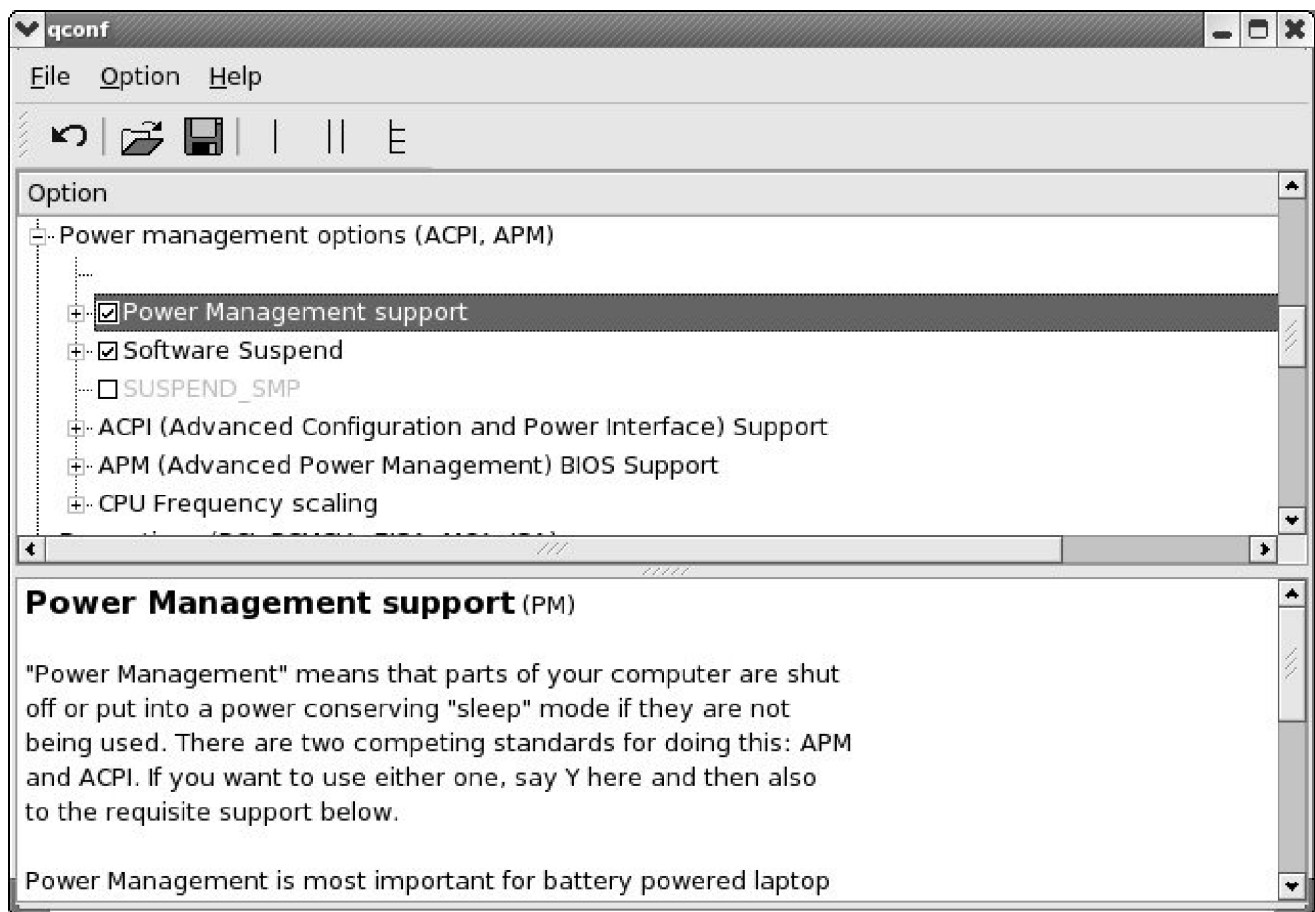 qconf
File Option Help
Option
Power management options (ACPI, APM)
Power Management support
Software Suspend
SUSPEND_SMP
ACPI (Advanced Configuration and Power Interface) Support
APM (Advanced Power Management) BIOS Support
CPU Frequency scaling
Power Management support (PM)
"Power Management" means that parts of your computer are shut
off or put into a power conserving "sleep" mode if they are not
being used. There are two competing standards for doing this: APM
and ACPI. If you want to use either one, say Y here and then also
to the requisite support below.
Power Management is most important for battery powered laptop